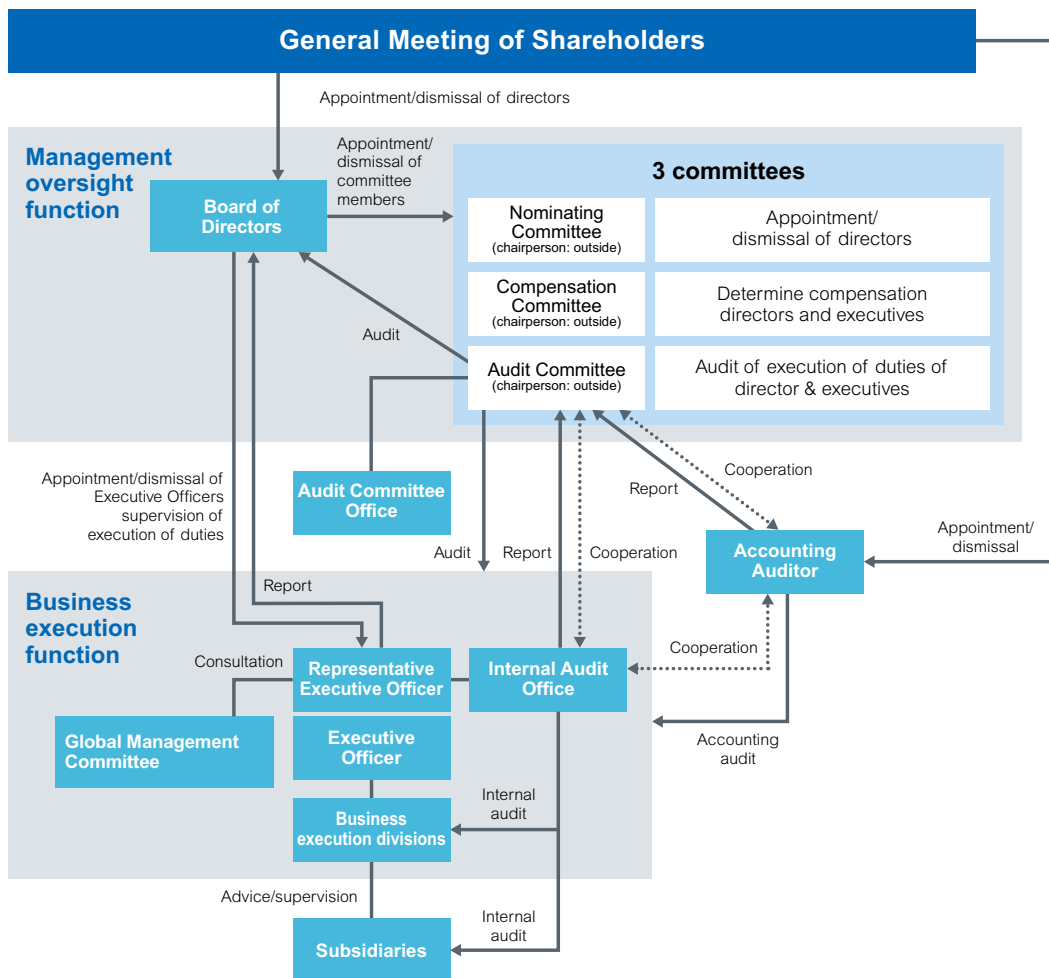 General Meeting of Shareholders
Appointment/dismissal of directors
Management
oversight
function
Appointment/
dismissal of
committee
members
Board of
Directors
3 committees
Nominating
Committee
(chairperson: outside)
Appointment/
dismissal of directors
Compensation
Committee
(chairperson: outside)
Determine compensation
directors and executives
Audit
Audit Committee
(chairperson: outside)
Audit of execution of duties of
director & executives
Appointment/dismissal of
Executive Officers
supervision of
execution of duties
Audit Committee
Office
Cooperation
Report
Audit
Report
Cooperation
Accounting
Auditor
Appointment/
dismissal
Business
execution
function
Report
Consultation
Representative
Executive Officer
Internal Audit
Office
Cooperation
Global Management
Committee
Executive
Officer
Accounting
audit
Business
execution divisions
Internal
audit
Advice/supervision
Subsidiaries
Internal
audit